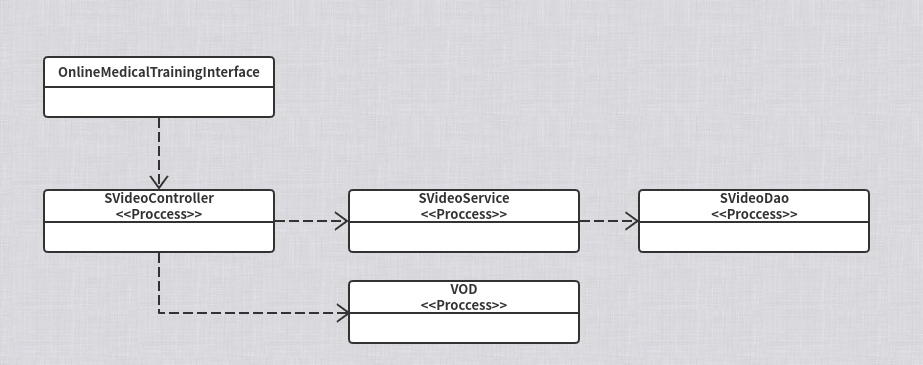 OnlineMedicalTrainingInterface
SVideoController
<<Proccess>>
SVideoService
<<Proccess>>
SVideoDao
<<Proccess>>
VOD
<<Proccess>>